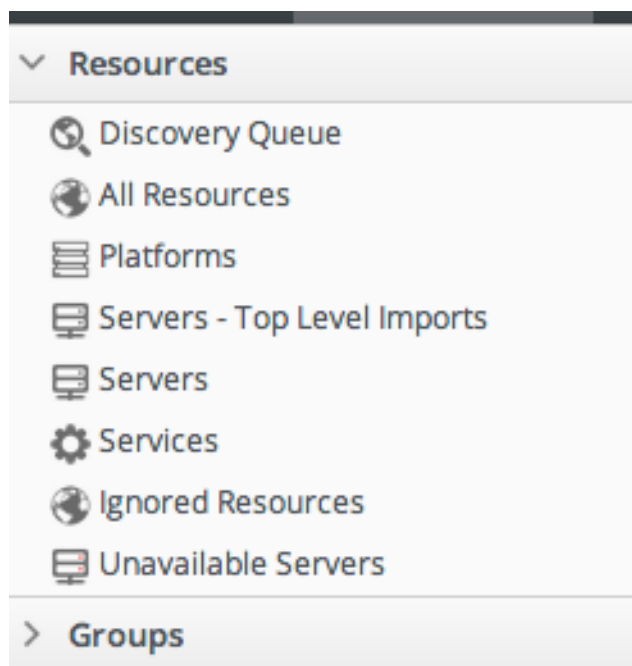 Resources
Discovery Queue
All Resources
Platforms
Servers - Top Level Imports
Servers
Services
Ignored Resources
Unavailable Servers
Groups